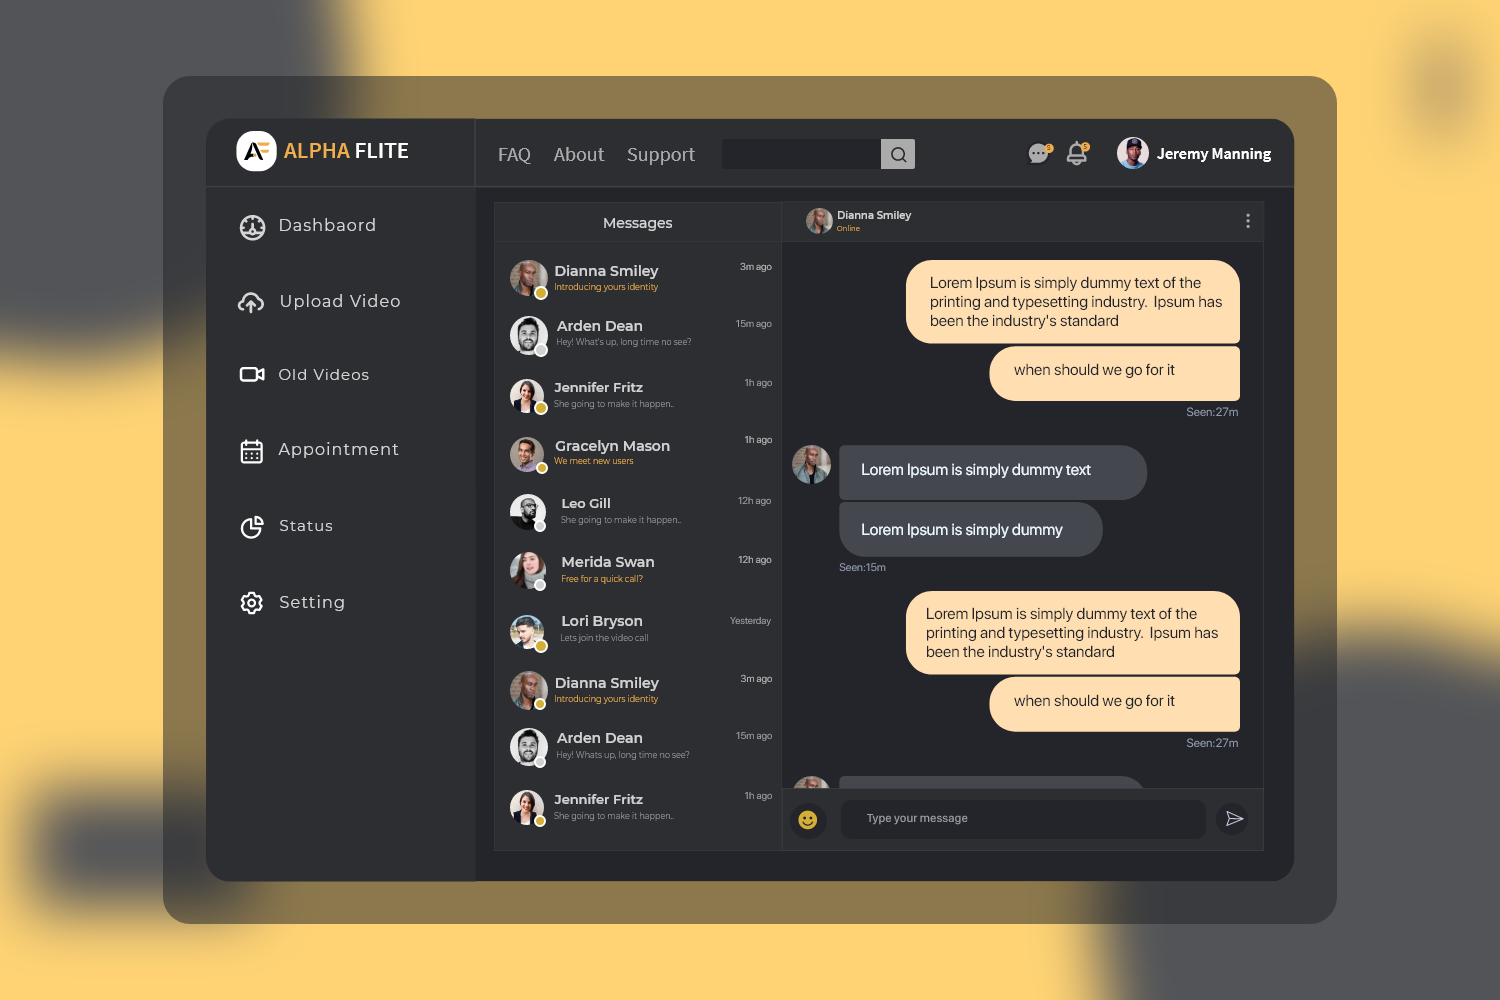 ALPHA FLITE
FAQ About Support
Jeremy Manning
Dashbaord
Upload Video
Old Videos
Appointment
Status
Setting
Messages
Dianna Smiley 3m ago
Introducing yours identity
Arden Dean 15m ago
Hey! What's up, long time no see?
Jennifer Fritz 1h ago
She going to make it happen..
Gracelyn Mason 1h ago
We meet new users
Leo Gill 12h ago
She going to make it happen..
Merida Swan 12h ago
Free for a quick call?
Lori Bryson Yesterday
Lets join the video call
Dianna Smiley 3m ago
Introducing yours identity
Arden Dean 15m ago
Hey! Whats up, long time no see?
Jennifer Fritz 1h ago
She going to make it happen..
Dianna Smiley
Online
Lorem Ipsum is simply dummy text of the
printing and typesetting industry. Ipsum has
been the industry's standard
when should we go for it
Seen:27m
Lorem Ipsum is simply dummy text
Lorem Ipsum is simply dummy
Seen:15m
Lorem Ipsum is simply dummy text of the
printing and typesetting industry. Ipsum has
been the industry's standard
when should we go for it
Seen:27m
Type your message